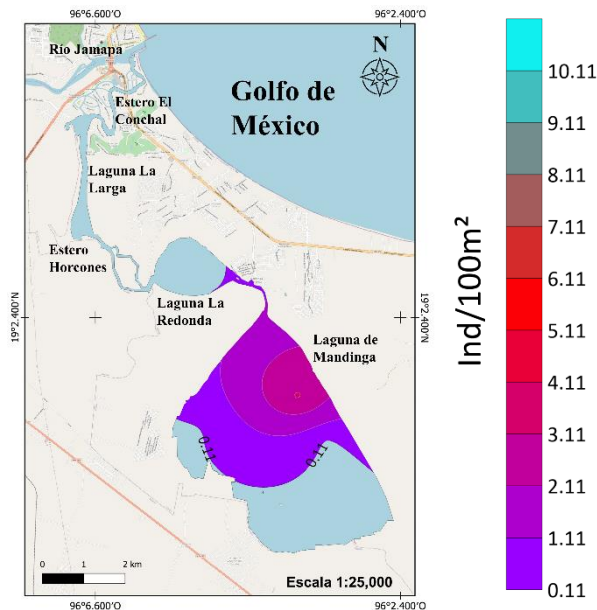 96°6.600'O
96°2.400'O
Río Jamapa
N
Golfo de
México
Estero El
Conchal
Laguna La
Larga
Estero
Horcones
Laguna La
Redonda
Laguna de
Mandinga
19°2.400'N
19°2.400'N
0.11
0.11
0
1
2 km
Escala 1:25,000
96°6.600'O
96°2.400'O
Ind/100m²
10.11
9.11
8.11
7.11
6.11
5.11
4.11
3.11
2.11
1.11
0.11